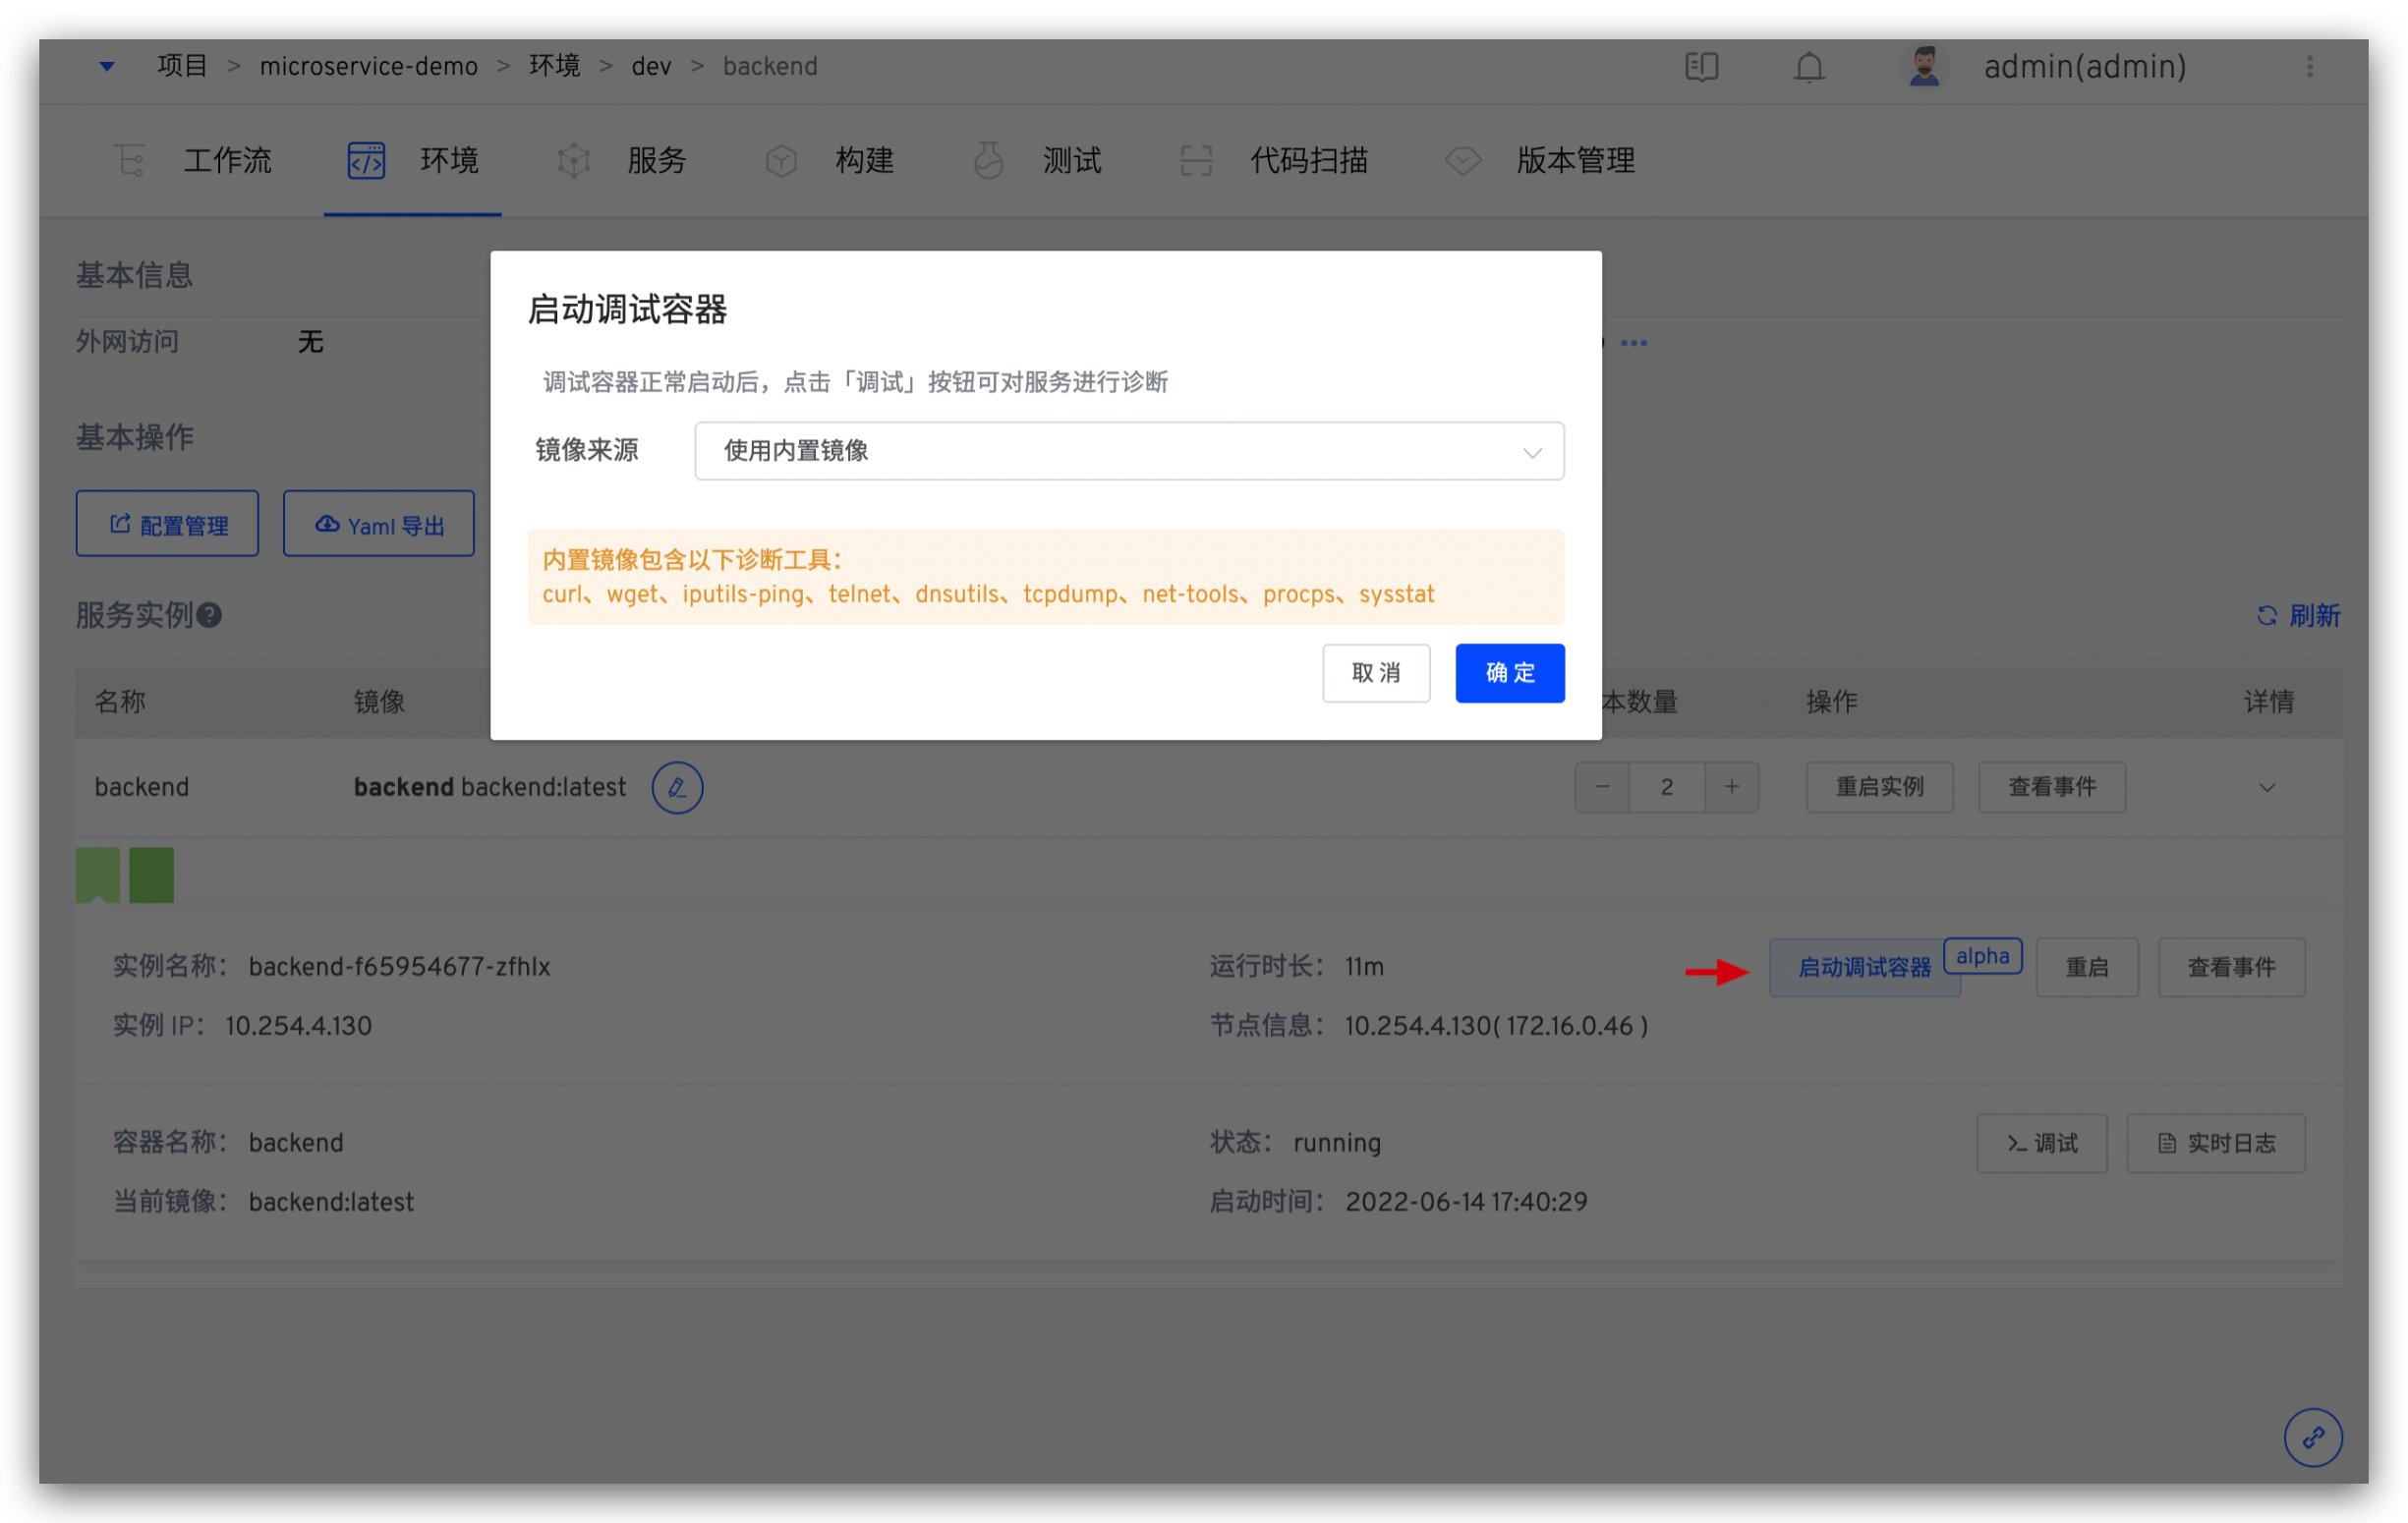 项目 > microservice-demo > 环境 > dev > backend
admin(admin)
工作流 环境 服务 构建 测试 代码扫描 版本管理
基本信息
外网访问 无
基本操作
配置管理 Yaml 导出
服务实例
刷新
启动调试容器
调试容器正常启动后，点击「调试」按钮可对服务进行诊断
镜像来源 使用内置镜像
内置镜像包含以下诊断工具：
curl、wget、iputils-ping、telnet、dnsutils、tcpdump、net-tools、procps、sysstat
取消 确定
名称 镜像 本数量 操作 详情
backend backend backend:latest 2 重启实例 查看事件
实例名称： backend-f65954677-zfhlx 运行时长： 11m 启动调试容器 alpha 重启 查看事件
实例 IP： 10.254.4.130 节点信息： 10.254.4.130( 172.16.0.46 )
容器名称： backend 状态： running >_ 调试 实时日志
当前镜像： backend:latest 启动时间： 2022-06-14 17:40:29